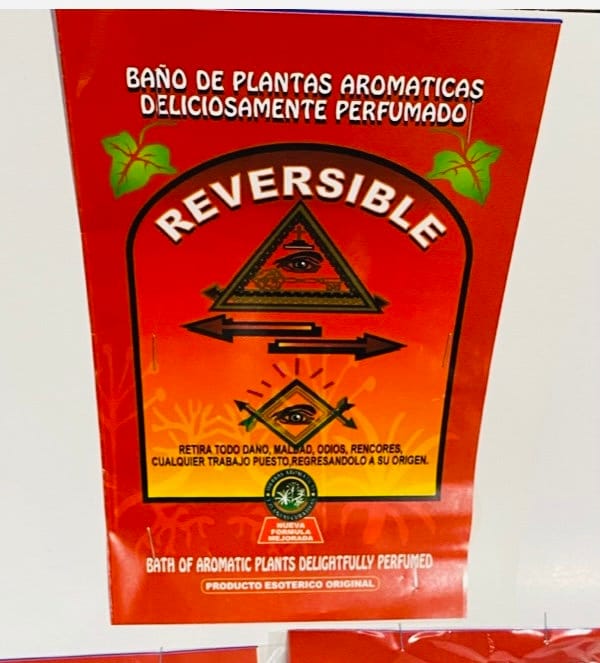 BAÑO DE PLANTAS AROMATICAS
DELICIOSAMENTE PERFUMADO
REVERSIBLE
RETIRA TODO DAÑO, MALDAD, ODIOS, RENCORES,
CUALQUIER TRABAJO PUESTO,REGRESANDOLO A SU ORIGEN.
NUEVA
FORMULA
MEJORADA
BATH OF AROMATIC PLANTS DELIGHTFULLY PERFUMED
PRODUCTO ESOTERICO ORIGINAL